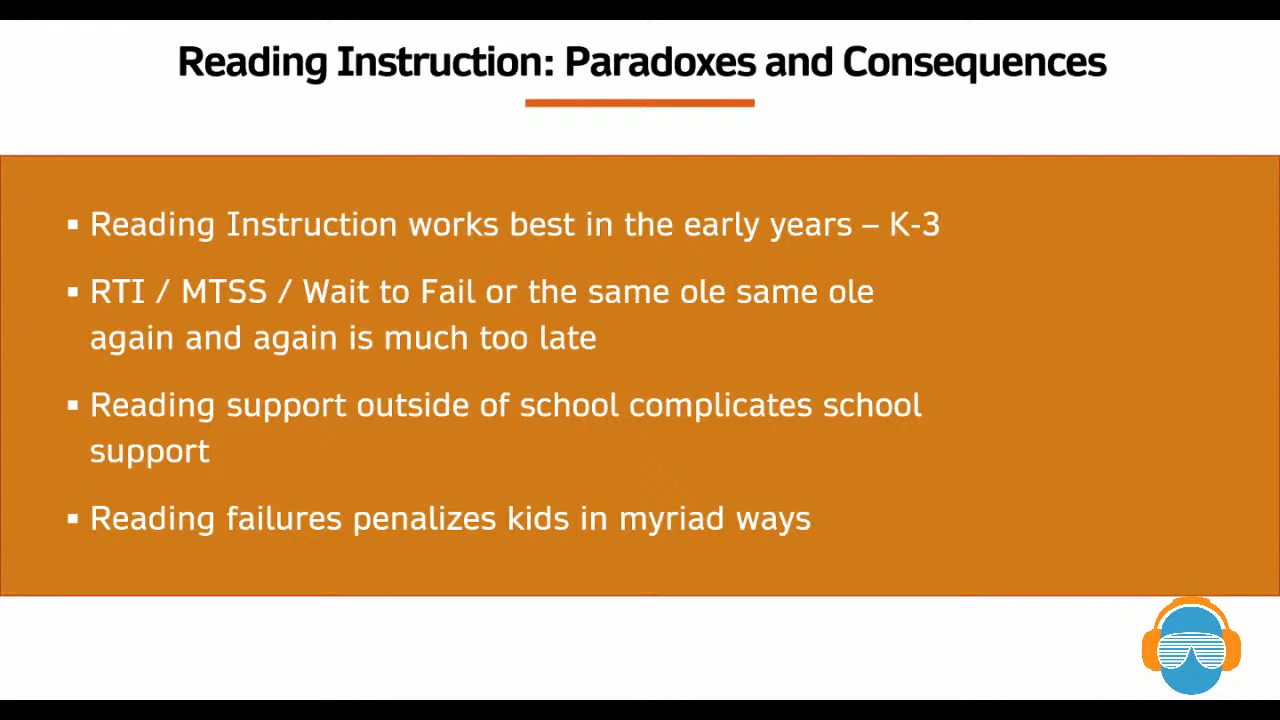 Reading Instruction: Paradoxes and Consequences
▪ Reading Instruction works best in the early years – K-3
▪ RTI / MTSS / Wait to Fail or the same ole same ole
again and again is much too late
▪ Reading support outside of school complicates school
support
▪ Reading failures penalizes kids in myriad ways